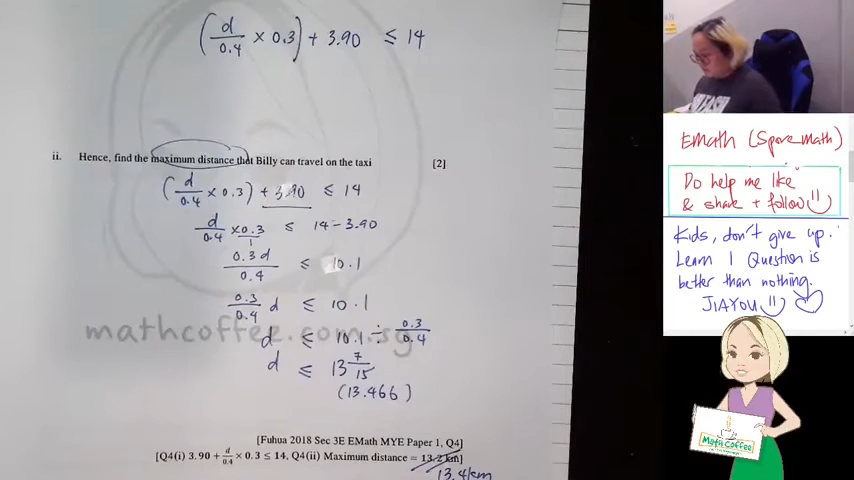 (d/0.4 × 0.3) + 3.90 ≤ 14
ii. Hence, find the maximum distance that Billy can travel on the taxi [2]
(d/0.4 × 0.3) + 3.90 ≤ 14
d/0.4 × 0.3/1 ≤ 14 - 3.90
0.3d/0.4 ≤ 10.1
0.3/0.4 d ≤ 10.1
d ≤ 10.1 ÷ 0.3/0.4
d ≤ 13 7/15
(13.466)
mathcoffee.com.sg
[Fuhua 2018 Sec 3E EMath MYE Paper 1, Q4]
[Q4(i) 3.90 + d/0.4 × 0.3 ≤ 14, Q4(ii) Maximum distance = 13.2 km]
13.4km
EMath (Spore math)
Do help me like
& share + follow
Kids, don't give up.
Learn 1 Question is
better than nothing.
JIAYOU
Math Coffee